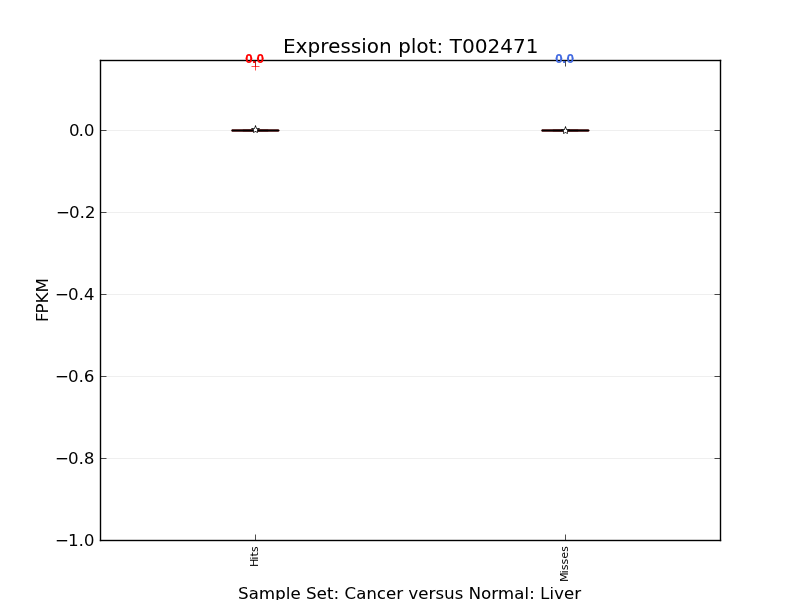 Expression plot: T002471
0.0 0.0
0.0
−0.2
−0.4
−0.6
−0.8
−1.0
FPKM
Hits Misses
Sample Set: Cancer versus Normal: Liver